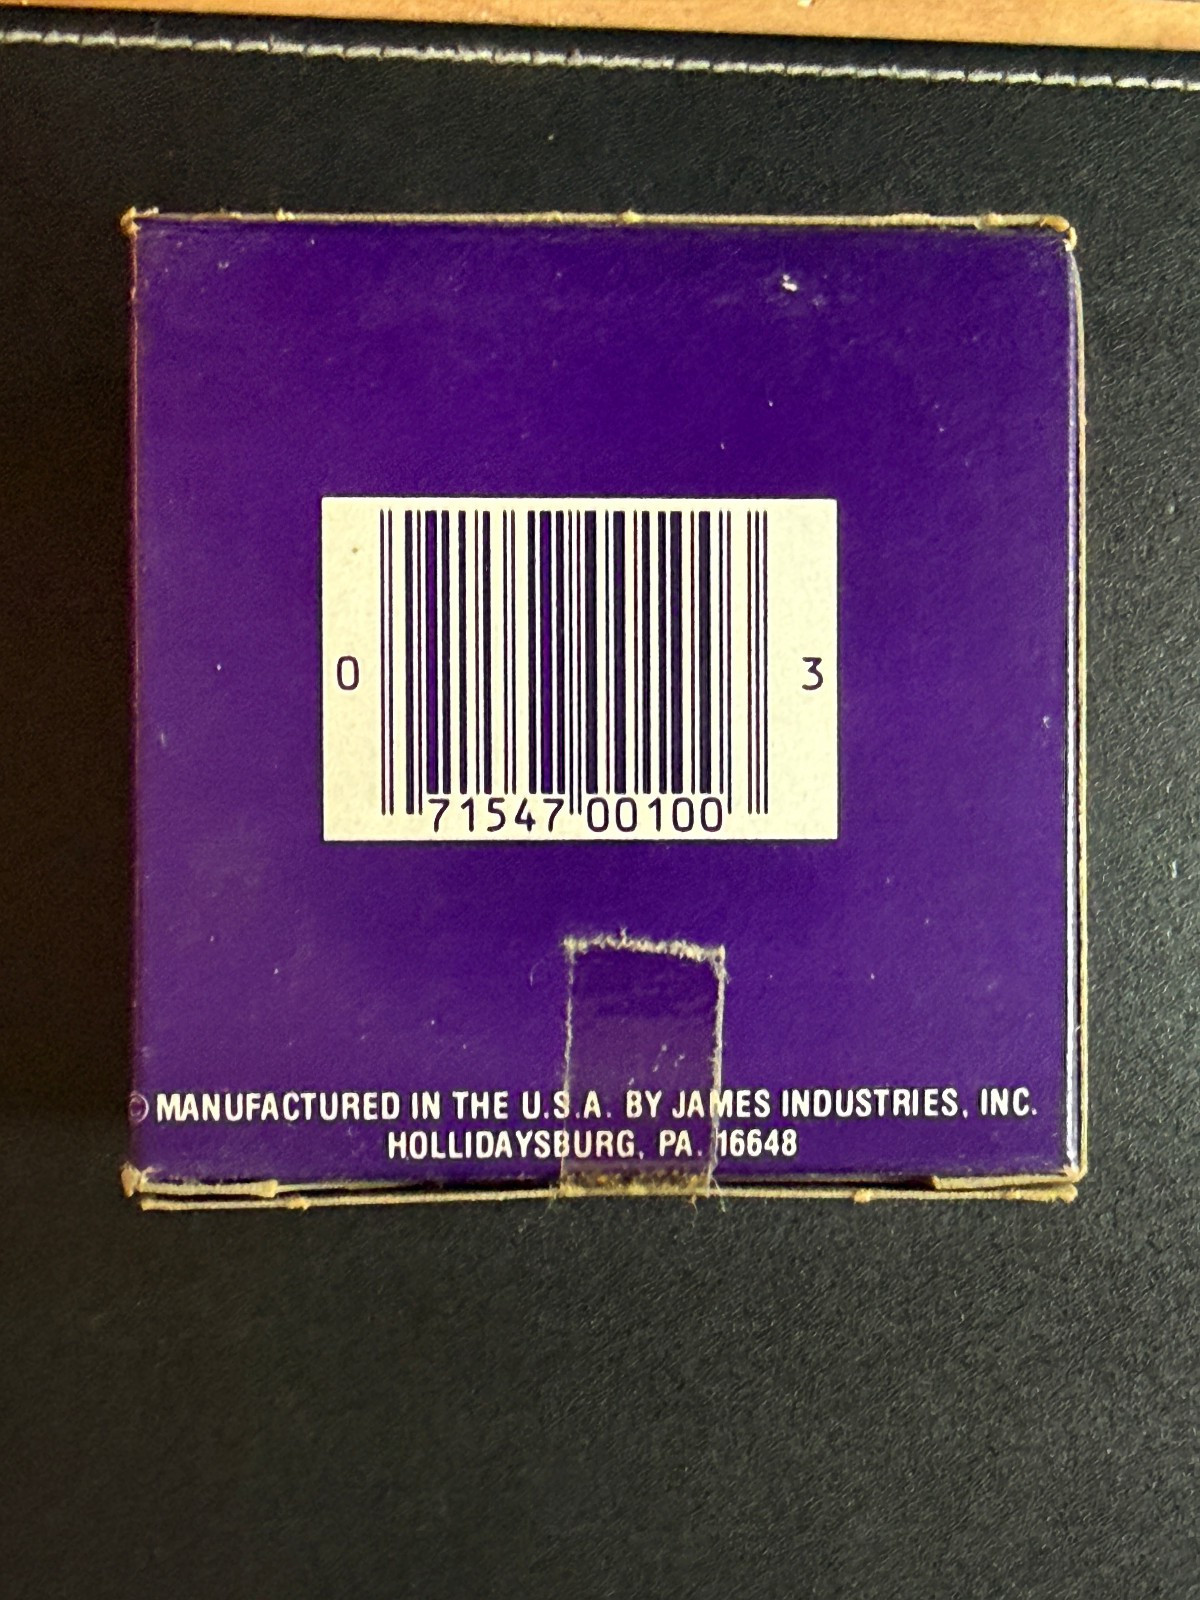 0 71547 00100 3
© MANUFACTURED IN THE U.S.A. BY JAMES INDUSTRIES, INC.
HOLLIDAYSBURG, PA. 16648